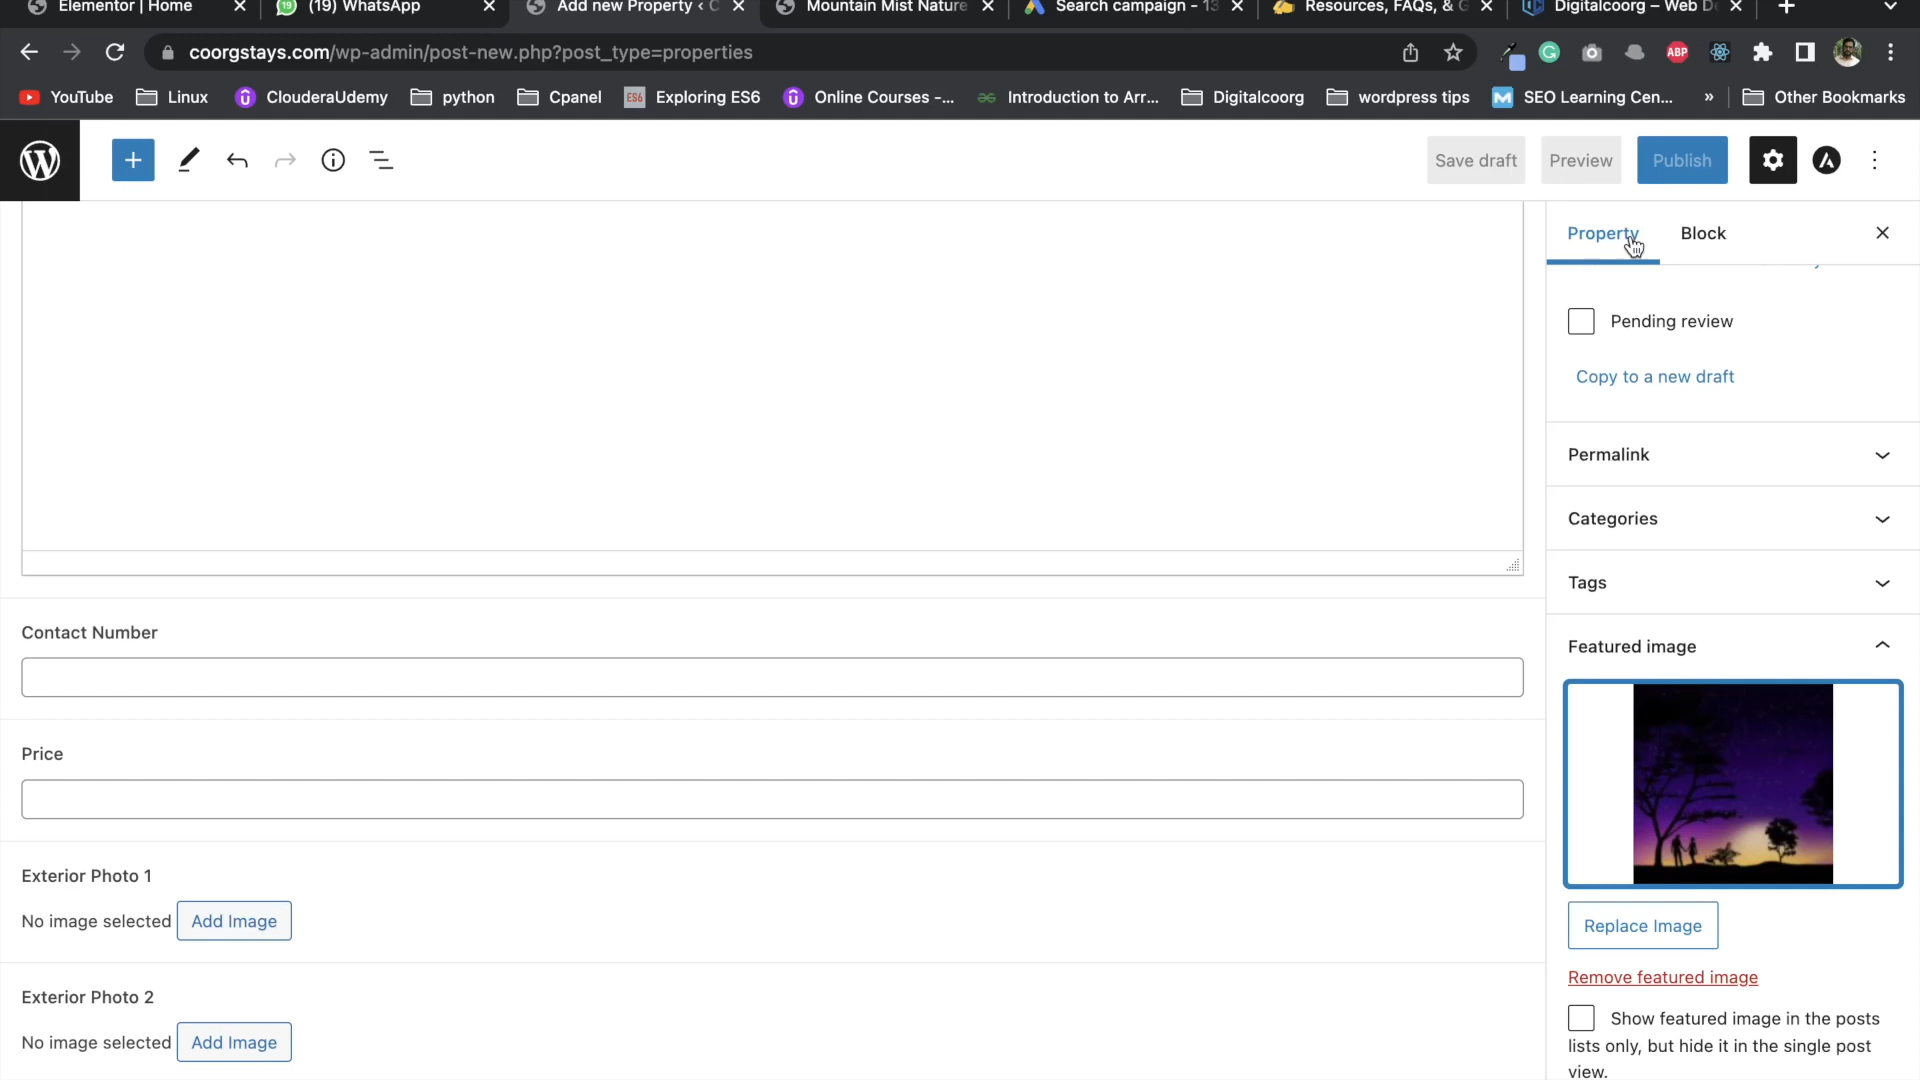 Elementor | Home
(19) WhatsApp
Add new Property ‹ C
Mountain Mist Nature
Search campaign - 13
Resources, FAQs, & G
Digitalcoorg – Web De
coorgstays.com/wp-admin/post-new.php?post_type=properties
ABP
YouTube
Linux
ClouderaUdemy
python
Cpanel
ES6
Exploring ES6
Online Courses -...
Introduction to Arr...
Digitalcoorg
wordpress tips
SEO Learning Cen...
»
Other Bookmarks
Save draft
Preview
Publish
Property
Block
Pending review
Copy to a new draft
Permalink
Categories
Tags
Featured image
Replace Image
Remove featured image
Show featured image in the posts
lists only, but hide it in the single post
view.
Contact Number
Price
Exterior Photo 1
No image selected
Add Image
Exterior Photo 2
No image selected
Add Image